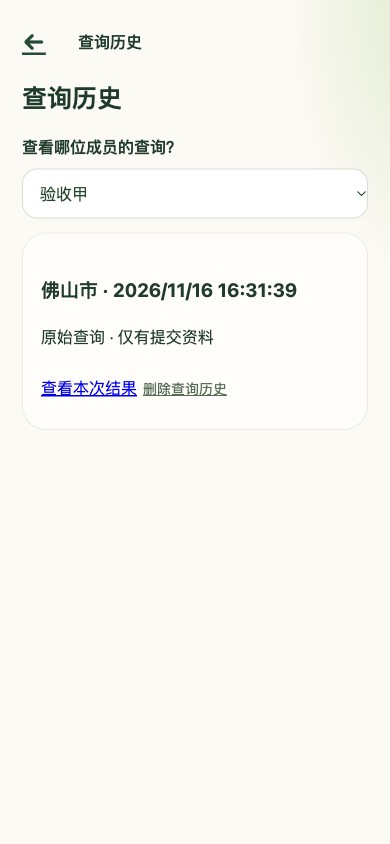 查询历史
查询历史
查看哪位成员的查询?
验收甲
佛山市 · 2026/11/16 16:31:39
原始查询 · 仅有提交资料
查看本次结果 删除查询历史